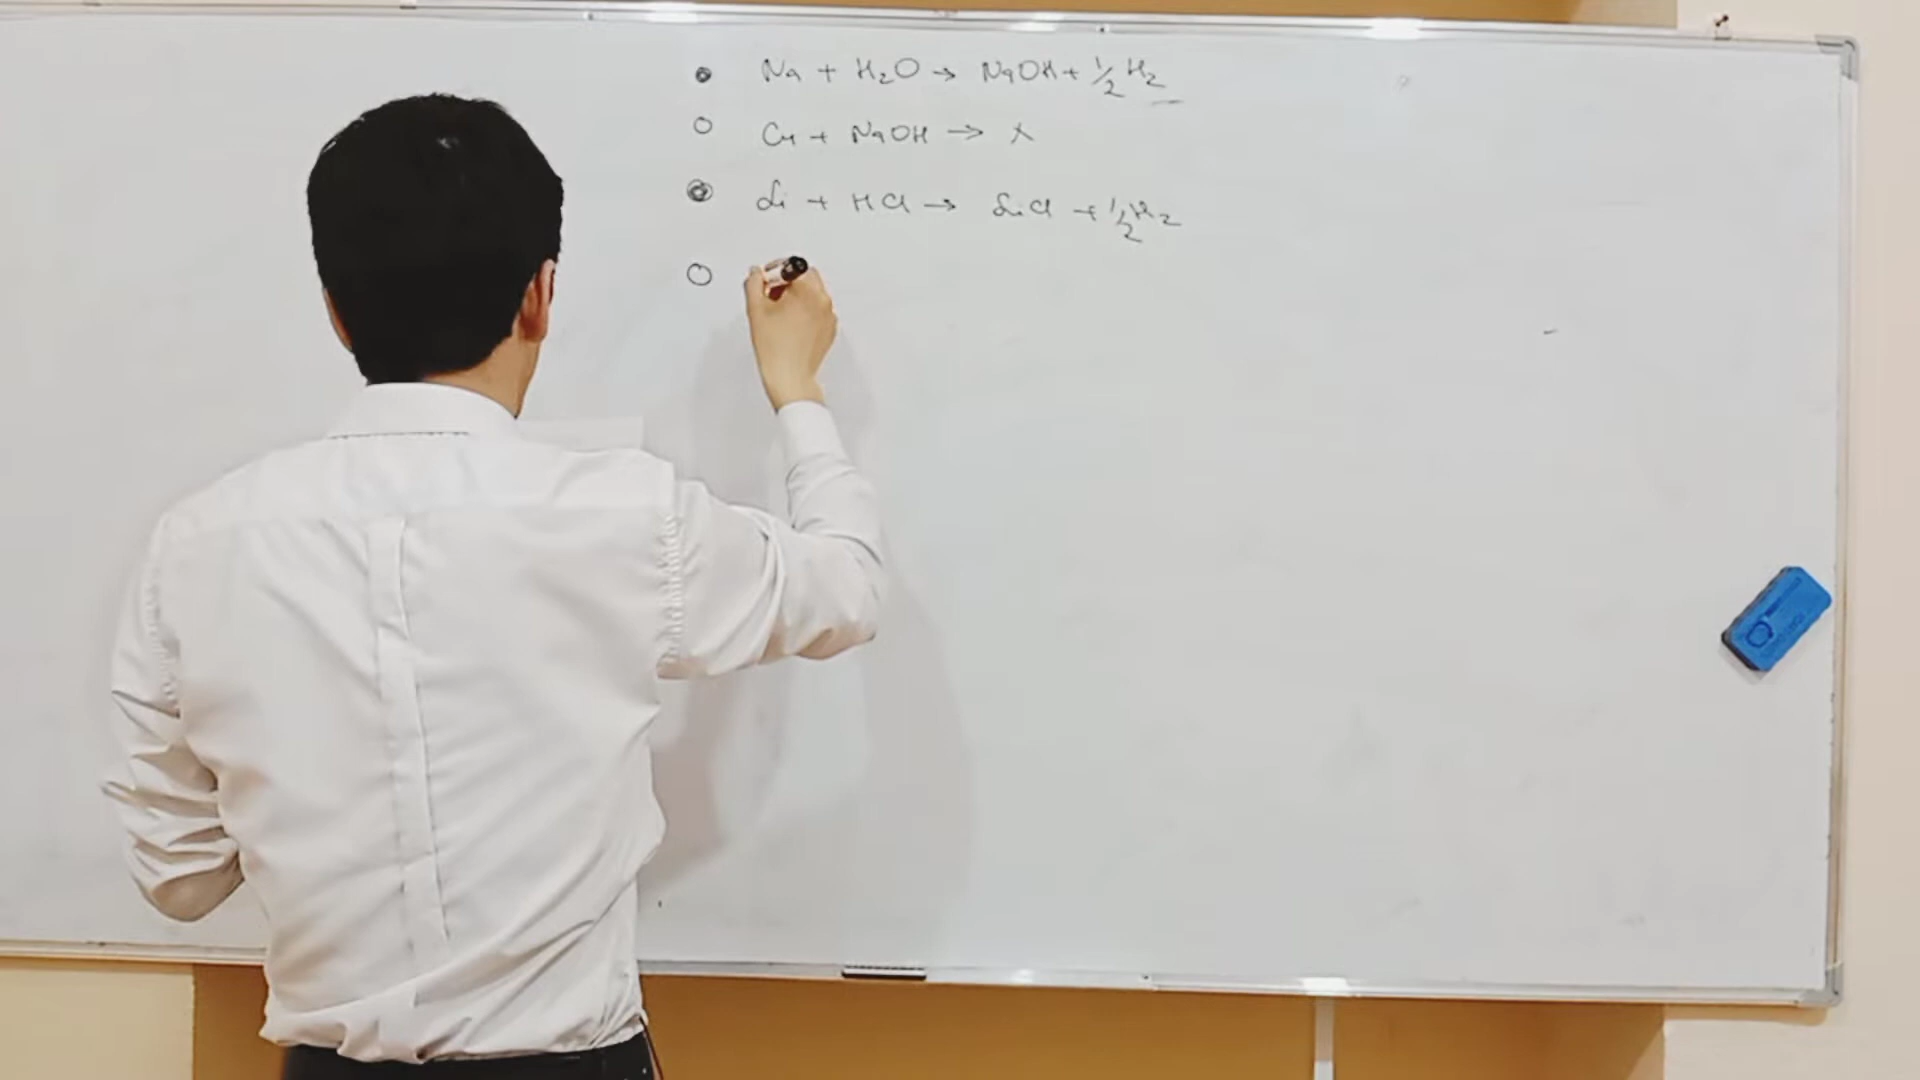 Na + H₂O → NaOH + 1/2 H₂
Cu + NaOH → X
Li + HCl → LiCl + 1/2 H₂